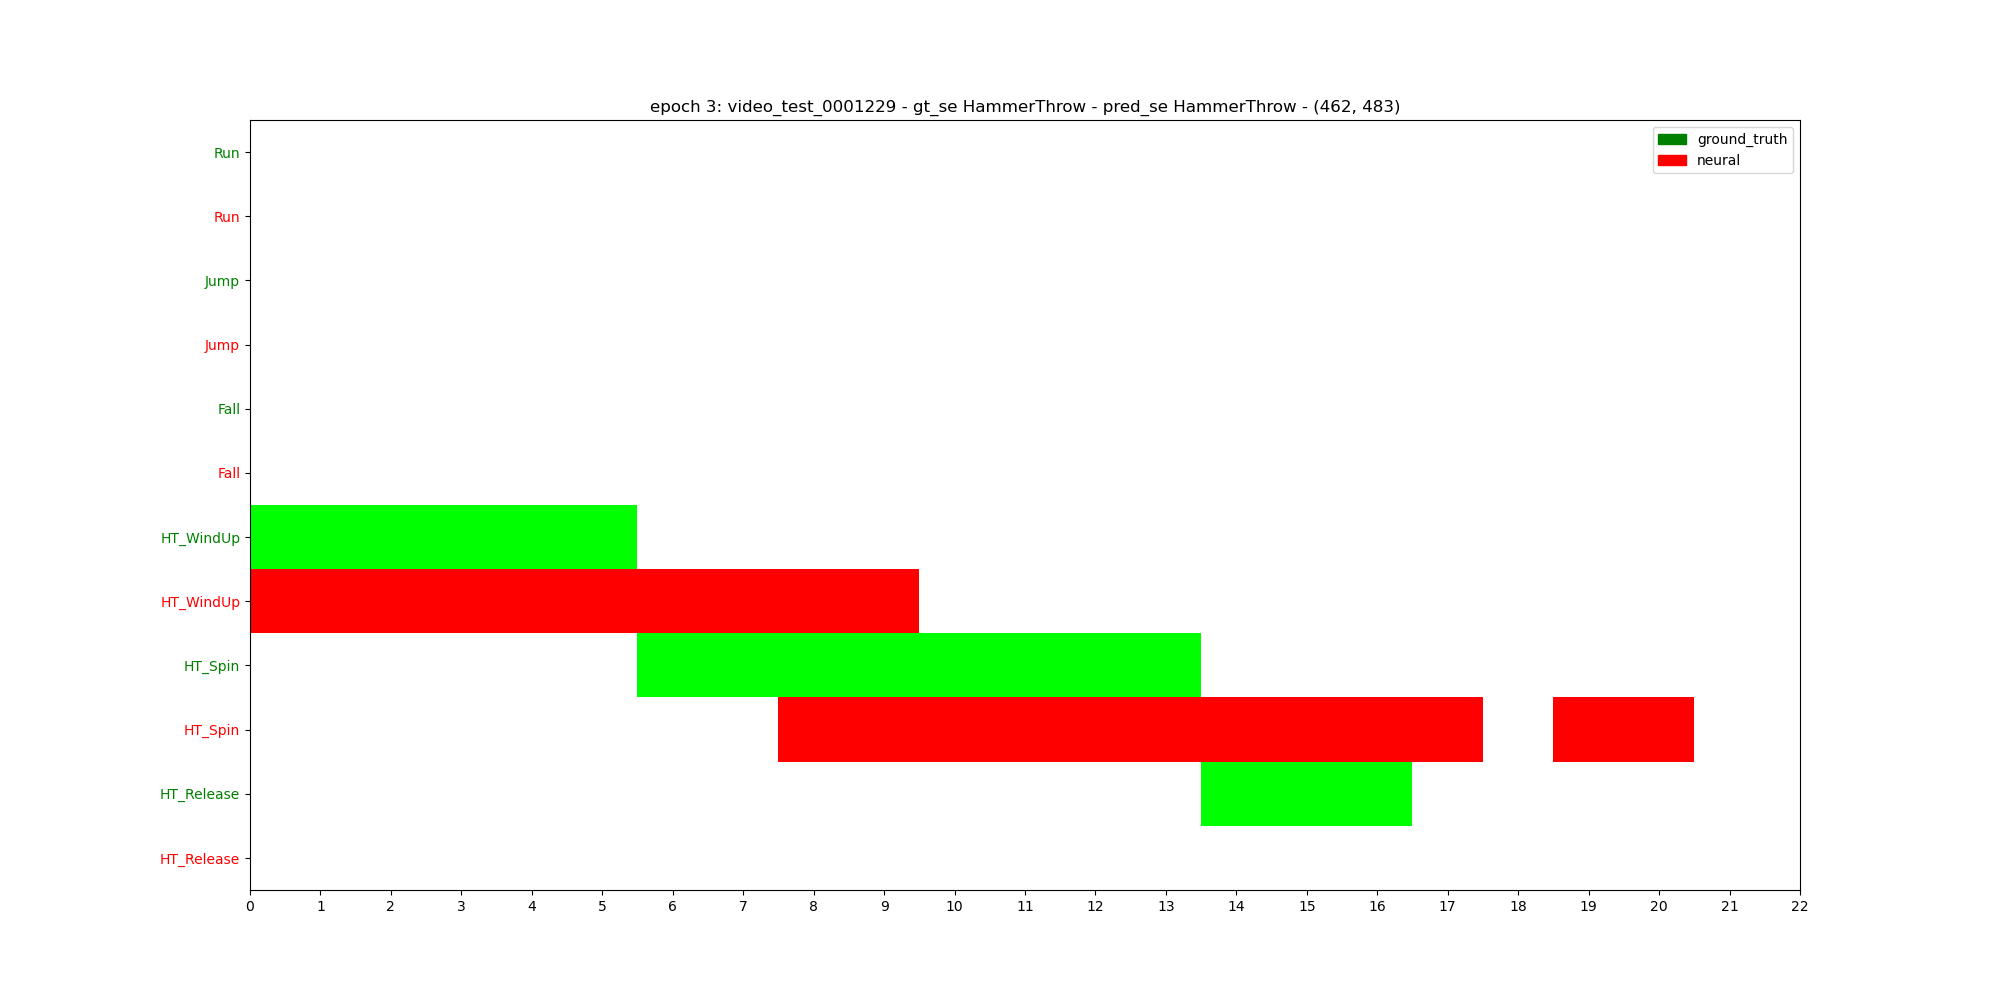 epoch 3: video_test_0001229 - gt_se HammerThrow - pred_se HammerThrow - (462, 483)
ground_truth
neural
Run
Run
Jump
Jump
Fall
Fall
HT_WindUp
HT_WindUp
HT_Spin
HT_Spin
HT_Release
HT_Release
0 1 2 3 4 5 6 7 8 9 10 11 12 13 14 15 16 17 18 19 20 21 22